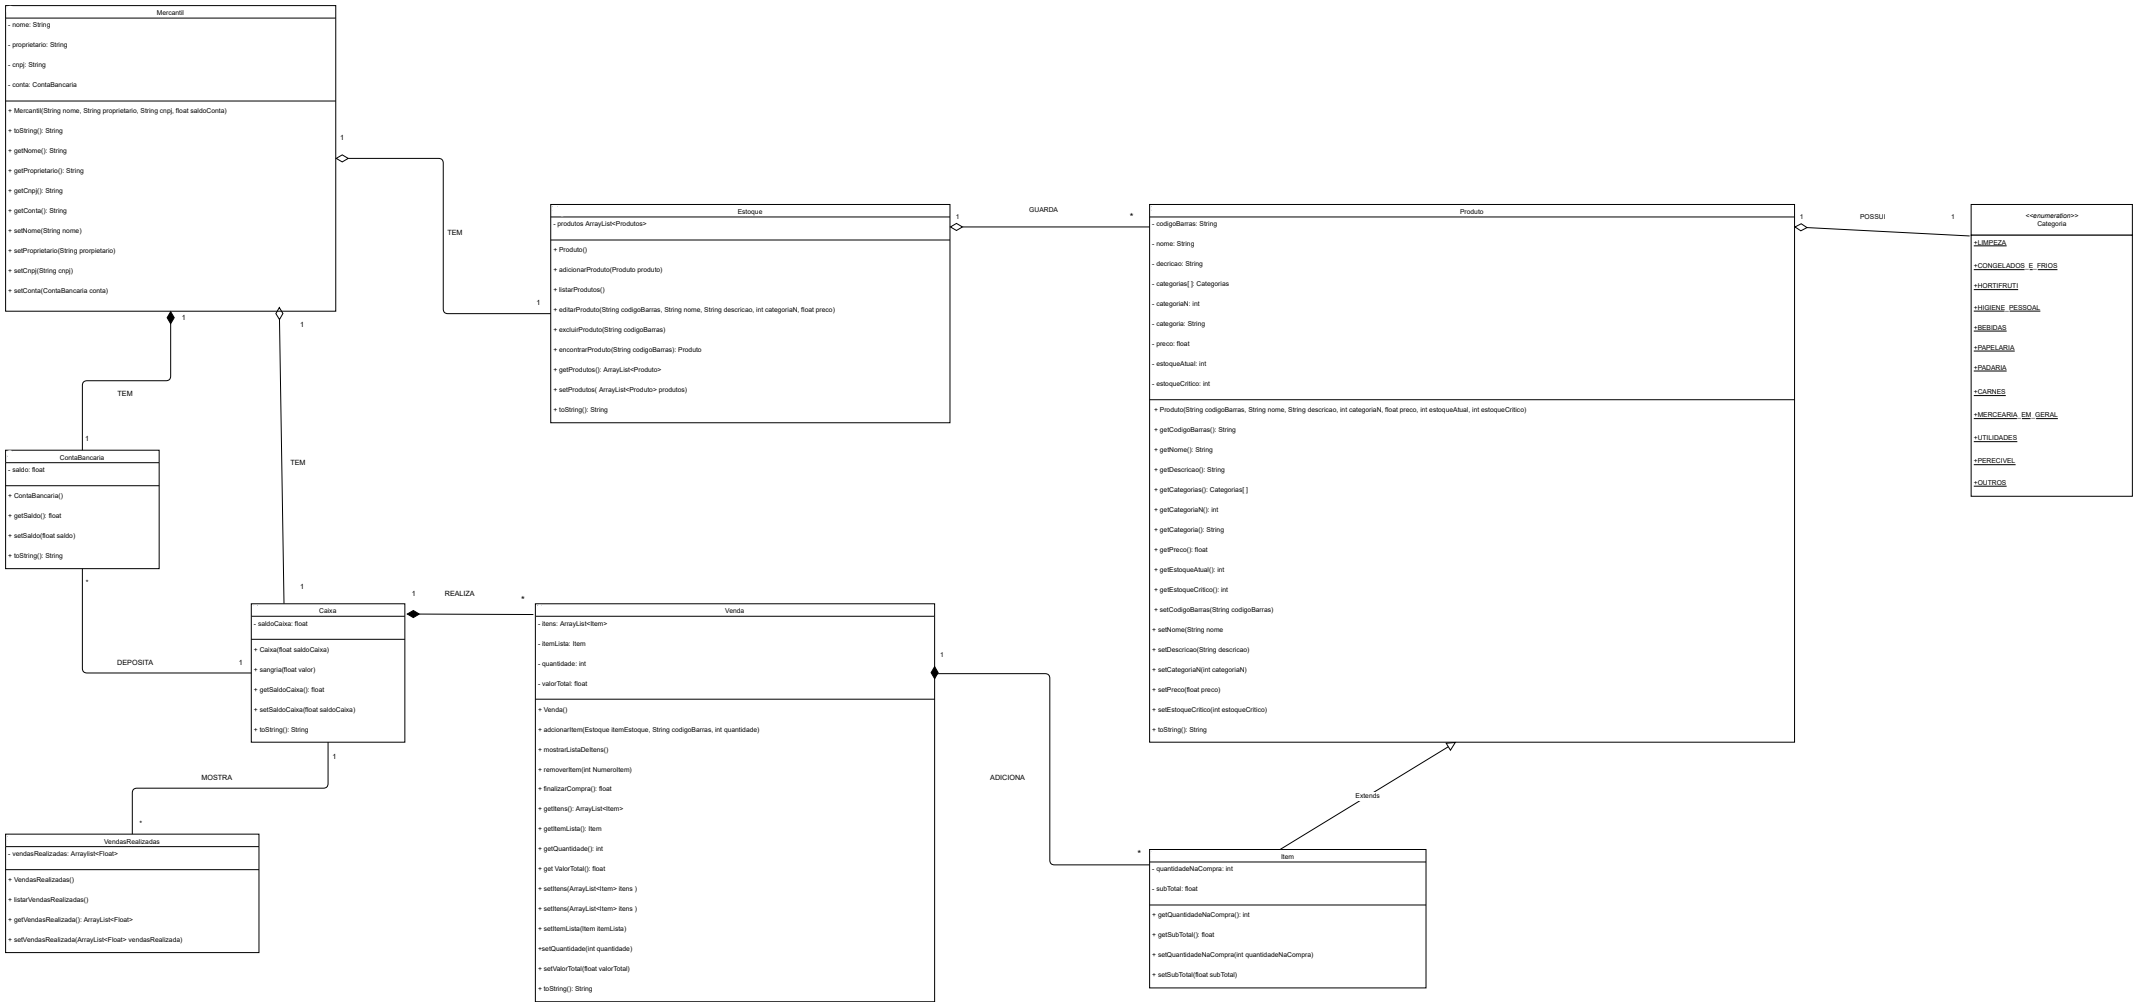 Mercantil
- nome: String
- proprietario: String
- cnpj: String
- conta: ContaBancaria
+ Mercantil(String nome, String proprietario, String cnpj, float saldoConta)
+ toString(): String
+ getNome(): String
+ getProprietario(): String
+ getCnpj(): String
+ getConta(): String
+ setNome(String nome)
+ setProprietario(String prorpietario)
+ setCnpj(String cnpj)
+ setConta(ContaBancaria conta)
1
TEM
1
Estoque
- produtos ArrayList<Produtos>
+ Produto()
+ adicionarProduto(Produto produto)
+ listarProdutos()
+ editarProduto(String codigoBarras, String nome, String descricao, int categoriaN, float preco)
+ excluirProduto(String codigoBarras)
+ encontrarProduto(String codigoBarras): Produto
+ getProdutos(): ArrayList<Produto>
+ setProdutos( ArrayList<Produto> produtos)
+ toString(): String
1
GUARDA
*
Produto
- codigoBarras: String
- nome: String
- decricao: String
- categorias[ ]: Categorias
- categoriaN: int
- categoria: String
- preco: float
- estoqueAtual: int
- estoqueCritico: int
+ Produto(String codigoBarras, String nome, String descricao, int categoriaN, float preco, int estoqueAtual, int estoqueCritico)
+ getCodigoBarras(): String
+ getNome(): String
+ getDescricao(): String
+ getCategorias(): Categorias[ ]
+ getCategoriaN(): int
+ getCategoria(): String
+ getPreco(): float
+ getEstoqueAtual(): int
+ getEstoqueCritico(): int
+ setCodigoBarras(String codigoBarras)
+ setNome(String nome
+ setDescricao(String descricao)
+ setCategoriaN(int categoriaN)
+ setPreco(float preco)
+ setEstoqueCritico(int estoqueCritico)
+ toString(): String
1
POSSUI
1
<<enumeration>>
Categoria
+LIMPEZA
+CONGELADOS_E_FRIOS
+HORTIFRUTI
+HIGIENE_PESSOAL
+BEBIDAS
+PAPELARIA
+PADARIA
+CARNES
+MERCEARIA_EM_GERAL
+UTILIDADES
+PERECIVEL
+OUTROS
1
TEM
1
1
TEM
1
ContaBancaria
- saldo: float
+ ContaBancaria()
+ getSaldo(): float
+ setSaldo(float saldo)
+ toString(): String
*
DEPOSITA
1
Caixa
- saldoCaixa: float
+ Caixa(float saldoCaixa)
+ sangria(float valor)
+ getSaldoCaixa(): float
+ setSaldoCaixa(float saldoCaixa)
+ toString(): String
1
REALIZA
*
Venda
- itens: ArrayList<Item>
- itemLista: Item
- quantidade: int
- valorTotal: float
+ Venda()
+ adcionarItem(Estoque itemEstoque, String codigoBarras, int quantidade)
+ mostrarListaDeItens()
+ removerItem(int NumeroItem)
+ finalizarCompra(): float
+ getItens(): ArrayList<Item>
+ getItemLista(): Item
+ getQuantidade(): int
+ get ValorTotal(): float
+ setItens(ArrayList<Item> itens )
+ setItens(ArrayList<Item> itens )
+ setItemLista(Item itemLista)
+setQuantidade(int quantidade)
+ setValorTotal(float valorTotal)
+ toString(): String
1
MOSTRA
*
VendasRealizadas
- vendasRealizadas: Arraylist<Float>
+ VendasRealizadas()
+ listarVendasRealizadas()
+ getVendasRealizada(): ArrayList<Float>
+ setVendasRealizada(ArrayList<Float> vendasRealizada)
1
ADICIONA
*
Extends
Item
- quantidadeNaCompra: int
- subTotal: float
+ getQuantidadeNaCompra(): int
+ getSubTotal(): float
+ setQuantidadeNaCompra(int quantidadeNaCompra)
+ setSubTotal(float subTotal)